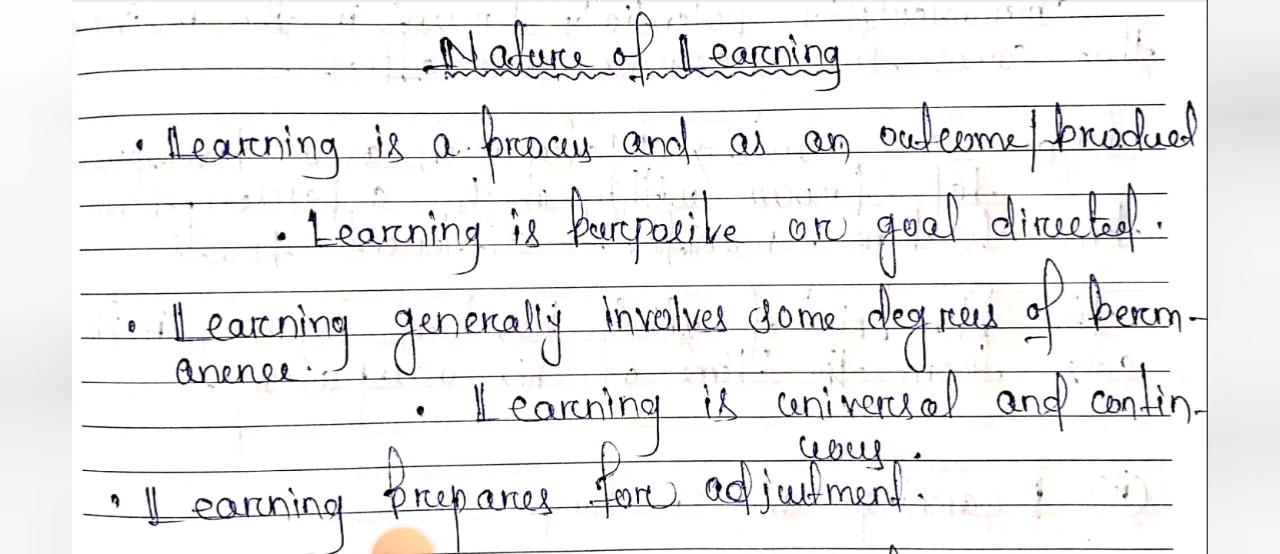 Nature of Learning
• Learning is a process and as an outcome/product
• Learning is purposive or goal directed.
• Learning generally involves some degrees of perm-
anence.
• Learning is universal and contin-
uous.
• Learning prepares for adjustment.